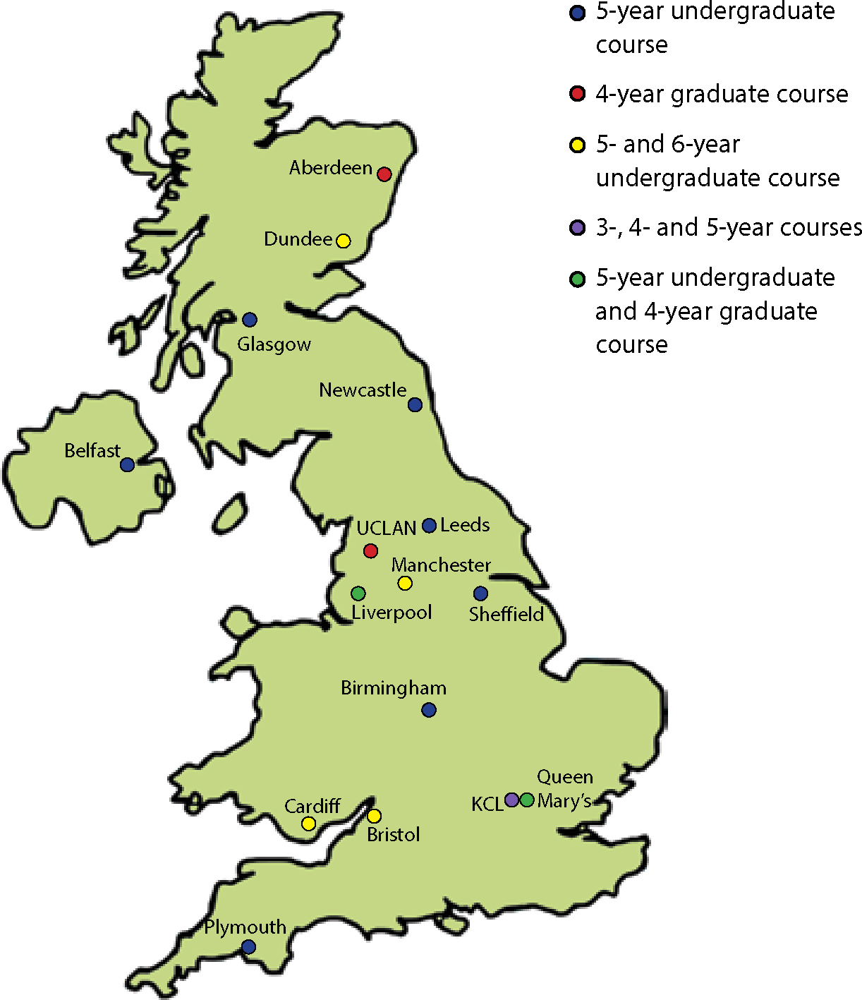 5-year undergraduate
course
4-year graduate course
5- and 6-year
undergraduate course
3-, 4- and 5-year courses
5-year undergraduate
and 4-year graduate
course
Aberdeen
Dundee
Glasgow
Newcastle
Belfast
UCLAN
Leeds
Manchester
Liverpool
Sheffield
Birmingham
Queen
Mary's
KCL
Cardiff
Bristol
Plymouth